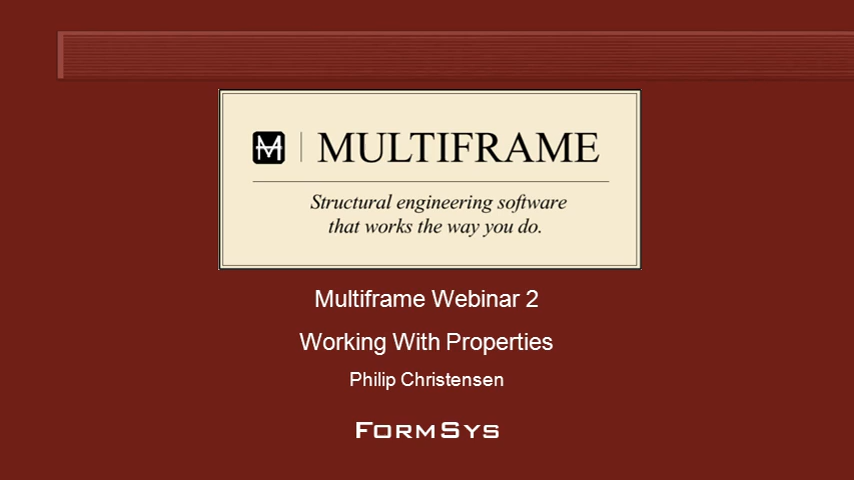 MULTIFRAME
Structural engineering software
that works the way you do.
Multiframe Webinar 2
Working With Properties
Philip Christensen
FORMSYS